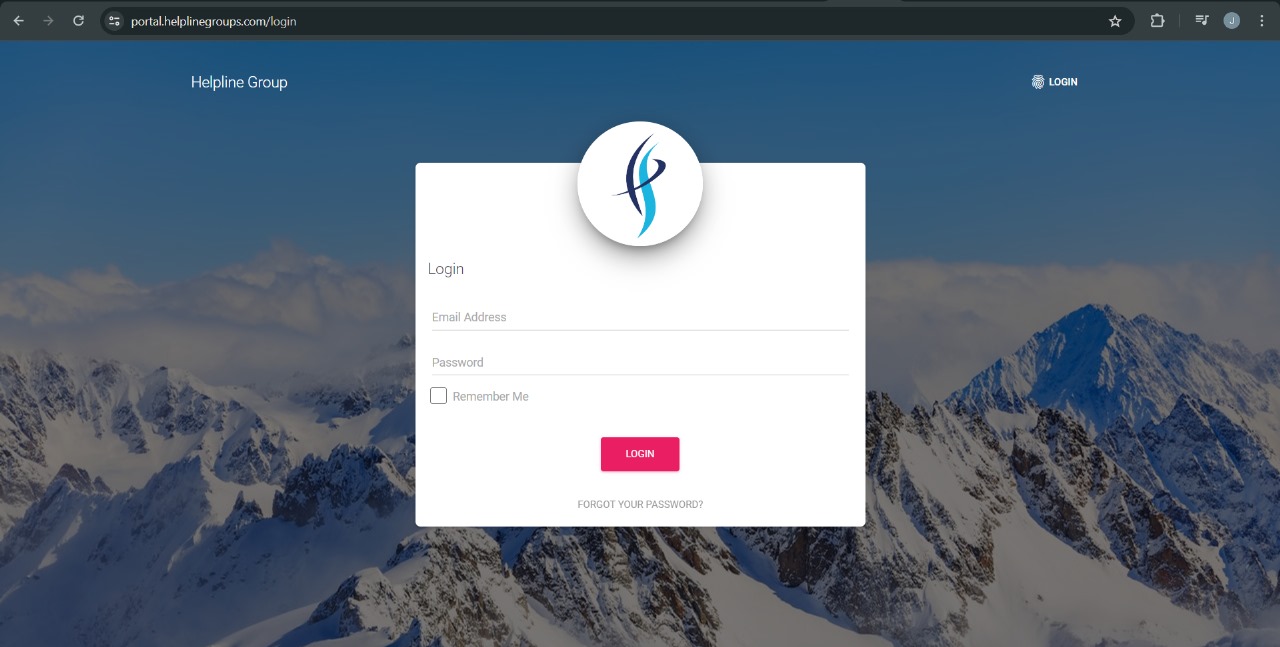 portal.helplinegroups.com/login
J
Helpline Group
LOGIN
Login
Email Address
Password
Remember Me
LOGIN
FORGOT YOUR PASSWORD?